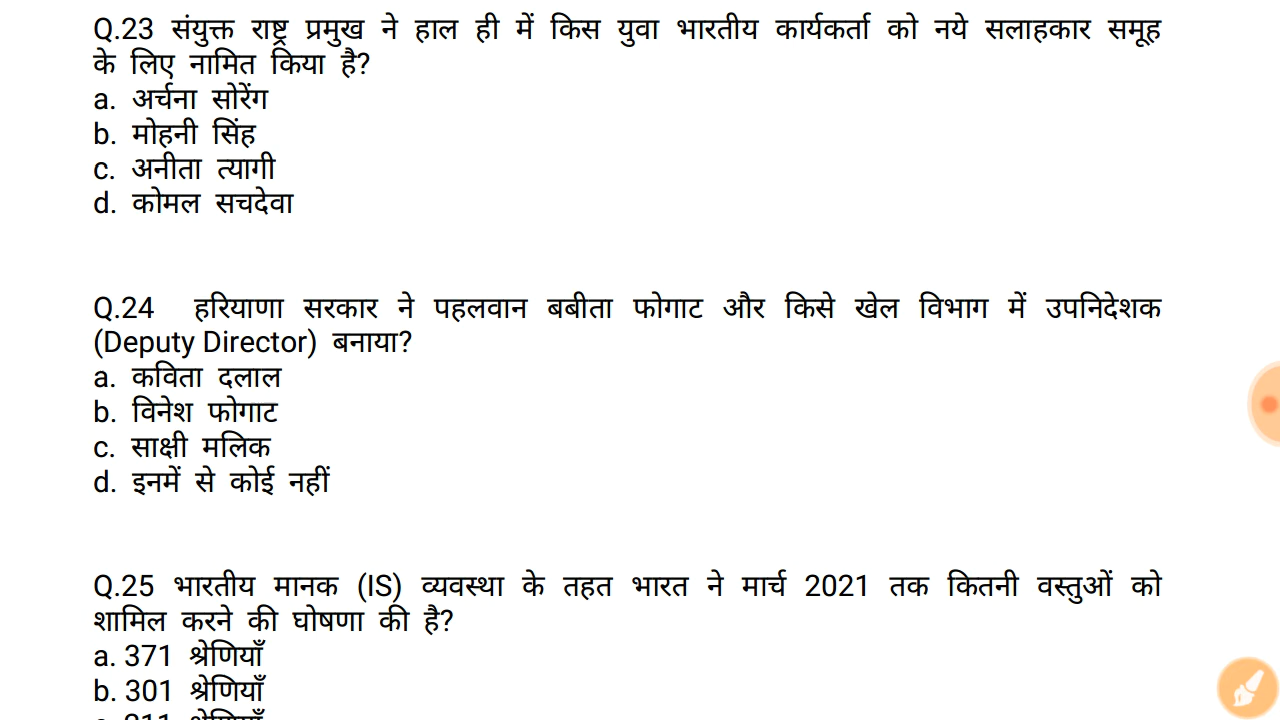 Q.23 संयुक्त राष्ट्र प्रमुख ने हाल ही में किस युवा भारतीय कार्यकर्ता को नये सलाहकार समूह
के लिए नामित किया है?
a. अर्चना सोरेंग
b. मोहनी सिंह
c. अनीता त्यागी
d. कोमल सचदेवा
Q.24 हरियाणा सरकार ने पहलवान बबीता फोगाट और किसे खेल विभाग में उपनिदेशक
(Deputy Director) बनाया?
a. कविता दलाल
b. विनेश फोगाट
c. साक्षी मलिक
d. इनमें से कोई नहीं
Q.25 भारतीय मानक (IS) व्यवस्था के तहत भारत ने मार्च 2021 तक कितनी वस्तुओं को
शामिल करने की घोषणा की है?
a. 371 श्रेणियाँ
b. 301 श्रेणियाँ